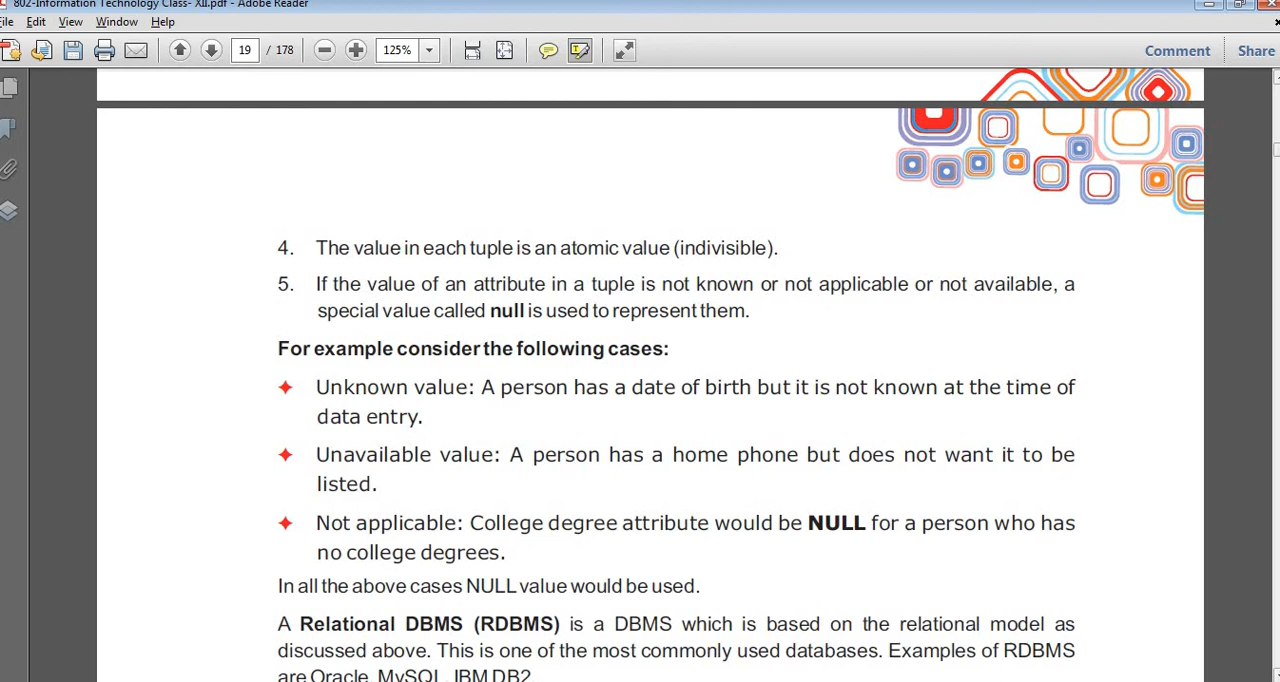 802-Information Technology Class- XII.pdf - Adobe Reader
File Edit View Window Help
19 / 178 125% Comment Share
4. The value in each tuple is an atomic value (indivisible).
5. If the value of an attribute in a tuple is not known or not applicable or not available, a
special value called null is used to represent them.
For example consider the following cases:
Unknown value: A person has a date of birth but it is not known at the time of
data entry.
Unavailable value: A person has a home phone but does not want it to be
listed.
Not applicable: College degree attribute would be NULL for a person who has
no college degrees.
In all the above cases NULL value would be used.
A Relational DBMS (RDBMS) is a DBMS which is based on the relational model as
discussed above. This is one of the most commonly used databases. Examples of RDBMS
are Oracle, MySQL, IBM DB2